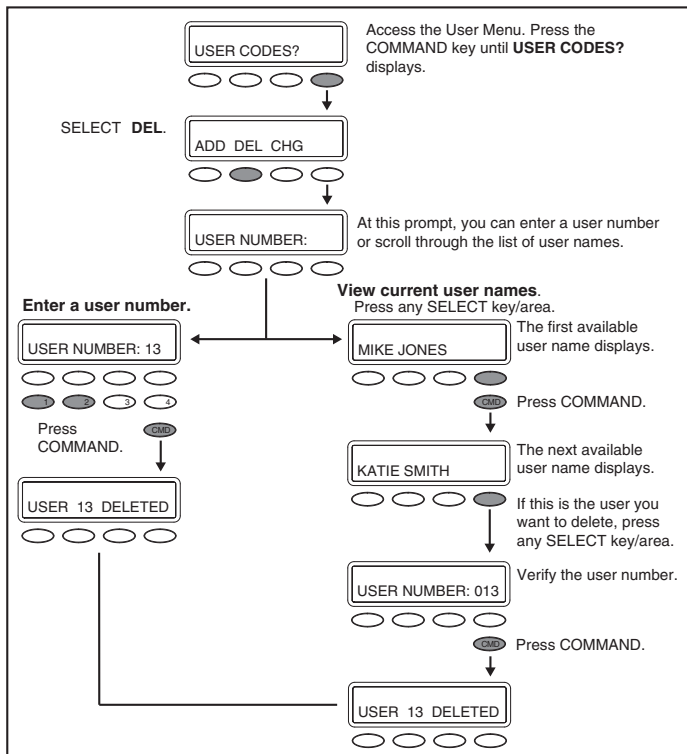 USER CODES?
Access the User Menu. Press the
COMMAND key until USER CODES?
displays.
SELECT DEL.
ADD DEL CHG
USER NUMBER:
At this prompt, you can enter a user number
or scroll through the list of user names.
Enter a user number.
USER NUMBER: 13
1 2 3 4
Press
COMMAND.
CMD
USER 13 DELETED
View current user names.
Press any SELECT key/area.
MIKE JONES
The first available
user name displays.
CMD
Press COMMAND.
KATIE SMITH
The next available
user name displays.
If this is the user you
want to delete, press
any SELECT key/area.
USER NUMBER: 013
Verify the user number.
CMD
Press COMMAND.
USER 13 DELETED